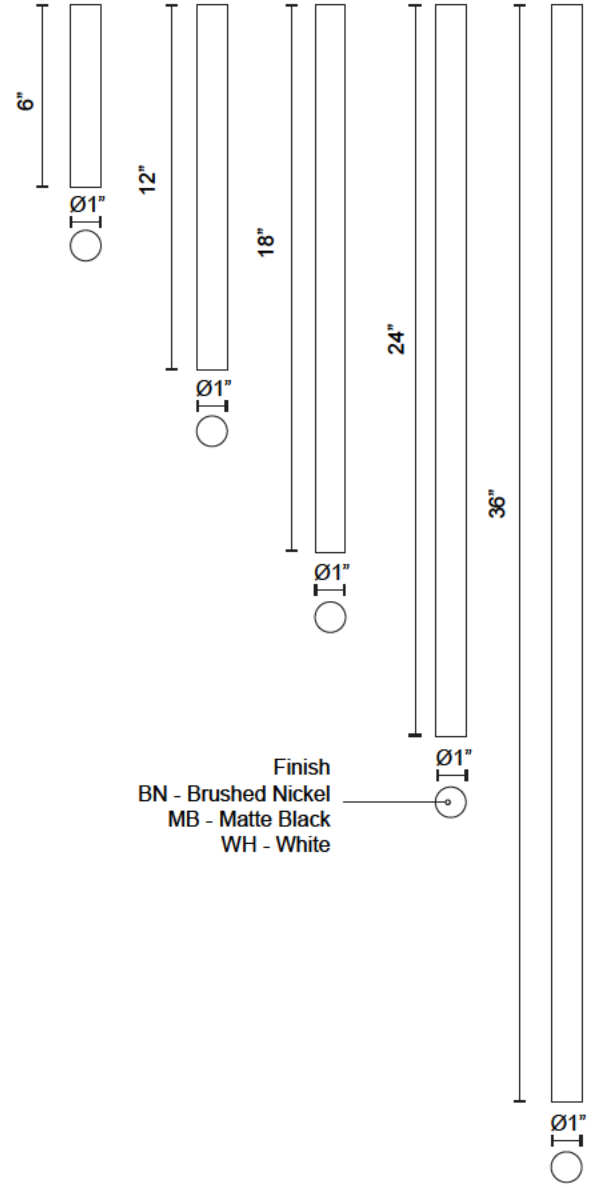 6”
Ø1”
12”
Ø1”
18”
Ø1”
24”
Ø1”
36”
Ø1”
Finish
BN - Brushed Nickel
MB - Matte Black
WH - White